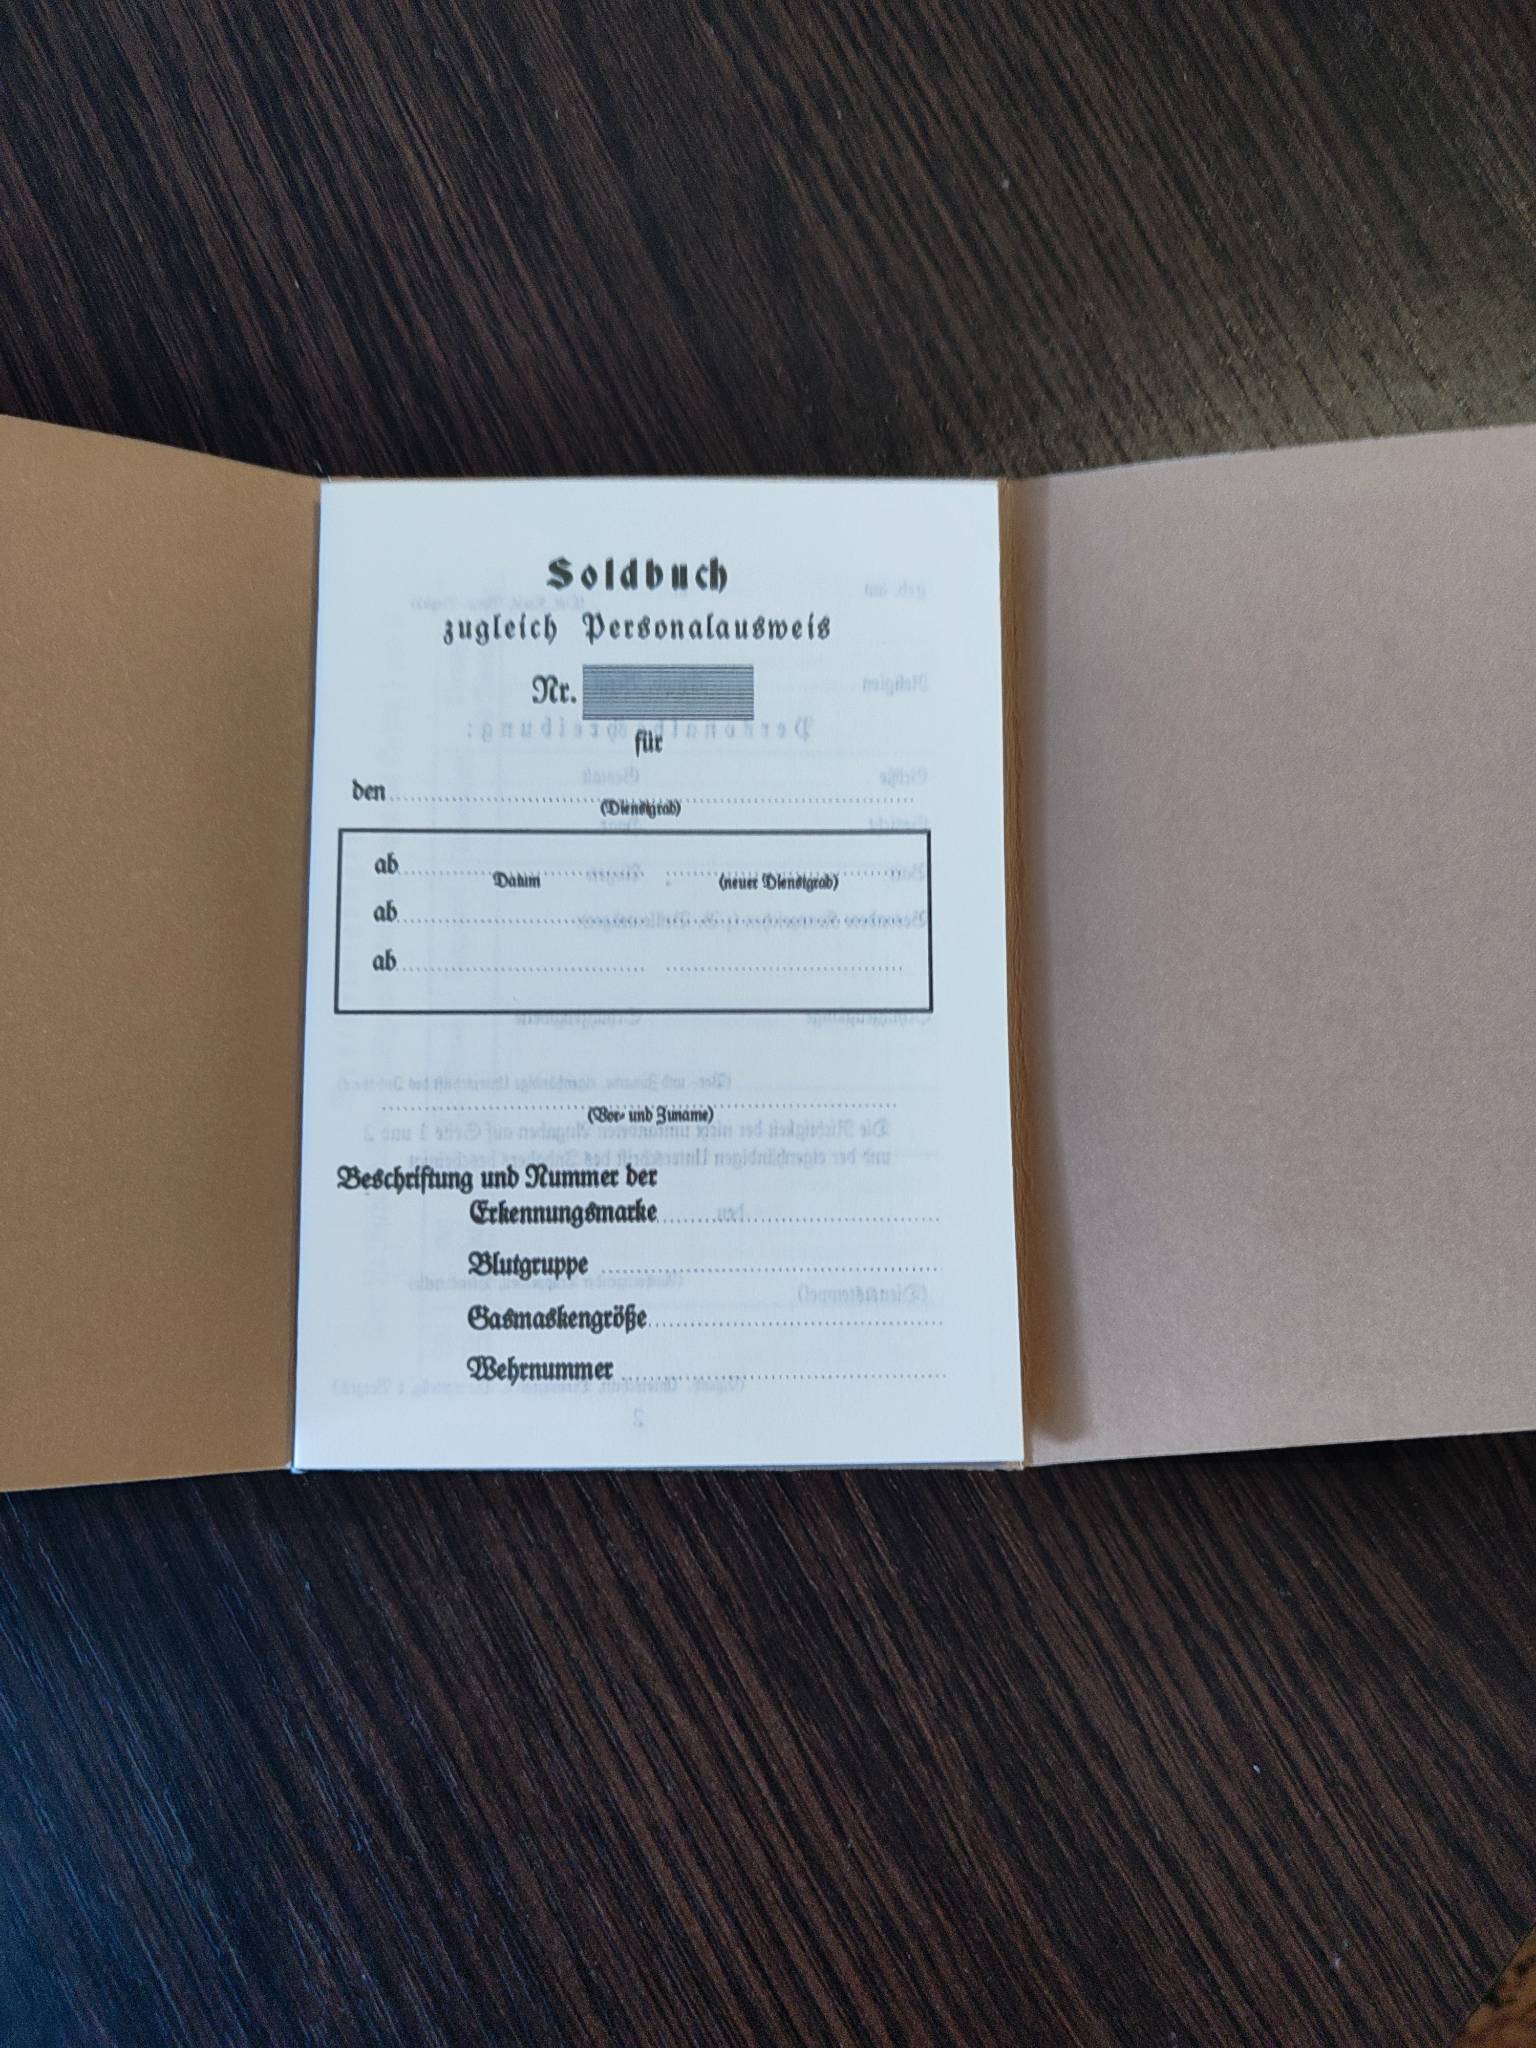 Soldbuch
zugleich Personalausweis
Nr.
für
den
(Dienstgrad)
ab
Datum (neuer Dienstgrad)
ab
ab
(Vor- und Zuname)
Beschriftung und Nummer der
Erkennungsmarke
Blutgruppe
Gasmaskengröße
Wehrnummer